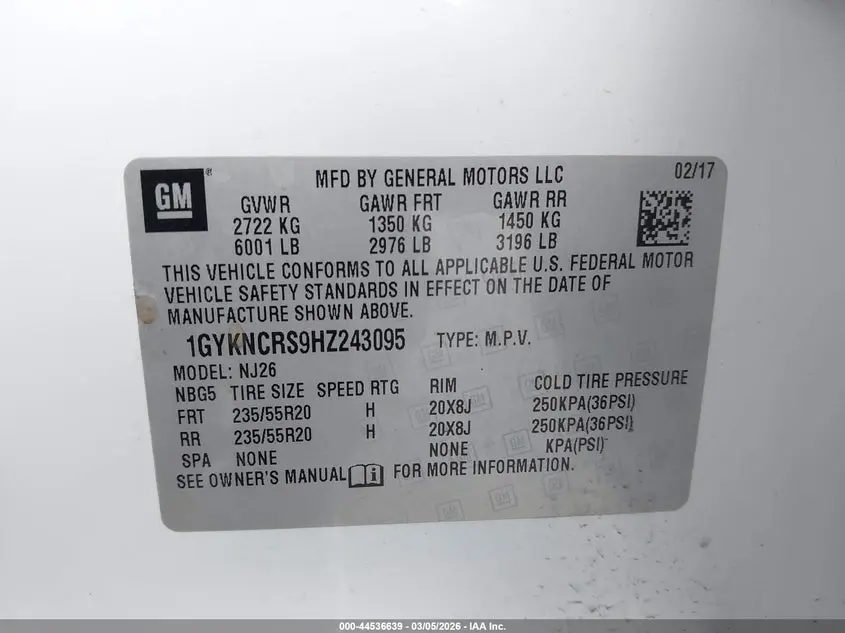 GM
MFD BY GENERAL MOTORS LLC
02/17
GVWR GAWR FRT GAWR RR
2722 KG 1350 KG 1450 KG
6001 LB 2976 LB 3196 LB
THIS VEHICLE CONFORMS TO ALL APPLICABLE U.S. FEDERAL MOTOR
VEHICLE SAFETY STANDARDS IN EFFECT ON THE DATE OF
MANUFACTURE SHOWN ABOVE.
1GYKNCRS9HZ243095 TYPE: M.P.V.
MODEL: NJ26
NBG5 TIRE SIZE SPEED RTG RIM COLD TIRE PRESSURE
FRT 235/55R20 H 20X8J 250KPA(36PSI)
RR 235/55R20 H 20X8J 250KPA(36PSI)
SPA NONE NONE KPA(PSI)
SEE OWNER'S MANUAL FOR MORE INFORMATION.
000-44536639 - 03/05/2026 - IAA Inc.